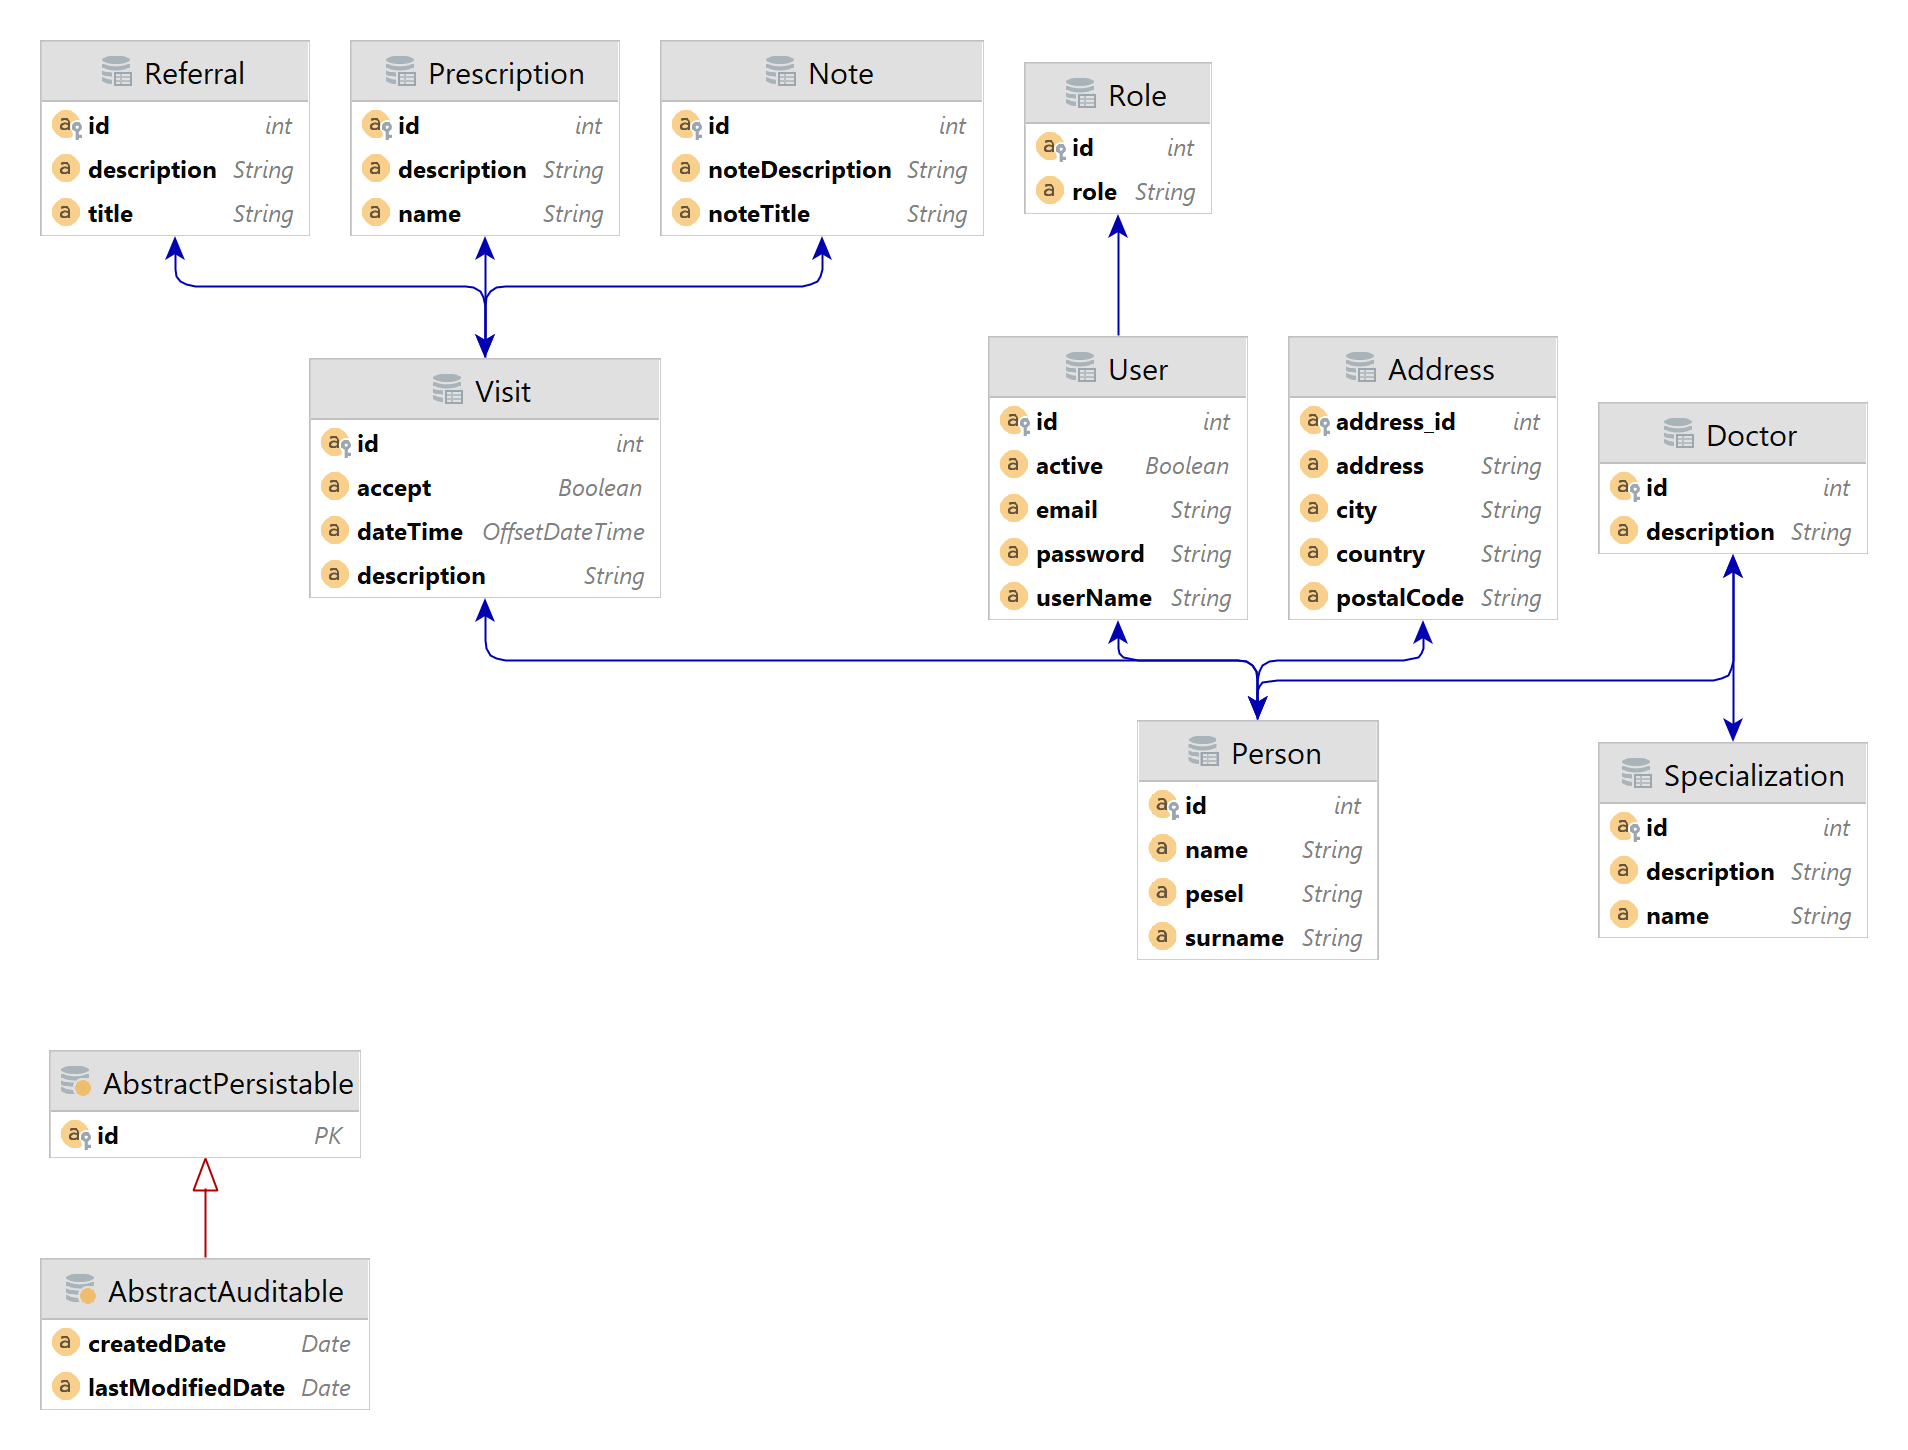 Referral
id int
description String
title String
Prescription
id int
description String
name String
Note
id int
noteDescription String
noteTitle String
Role
id int
role String
Visit
id int
accept Boolean
dateTime OffsetDateTime
description String
User
id int
active Boolean
email String
password String
userName String
Address
address_id int
address String
city String
country String
postalCode String
Doctor
id int
description String
Person
id int
name String
pesel String
surname String
Specialization
id int
description String
name String
AbstractPersistable
id PK
AbstractAuditable
createdDate Date
lastModifiedDate Date